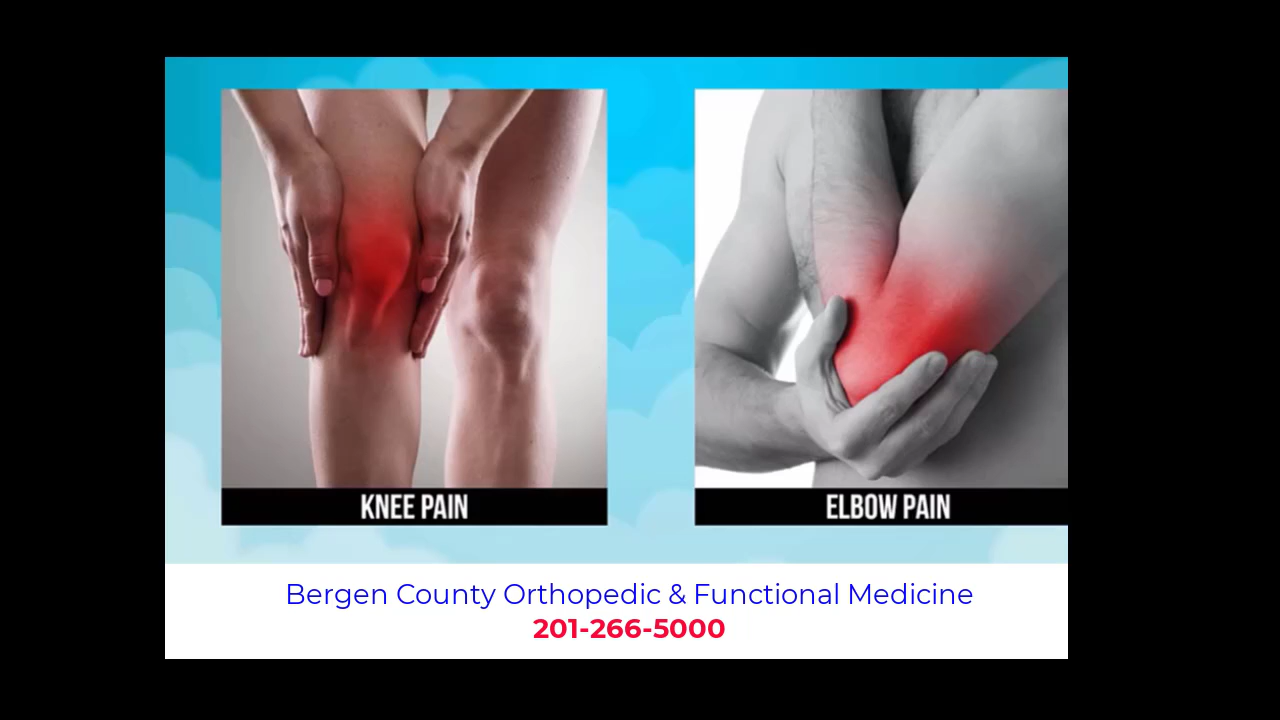 KNEE PAIN
ELBOW PAIN
Bergen County Orthopedic & Functional Medicine
201-266-5000